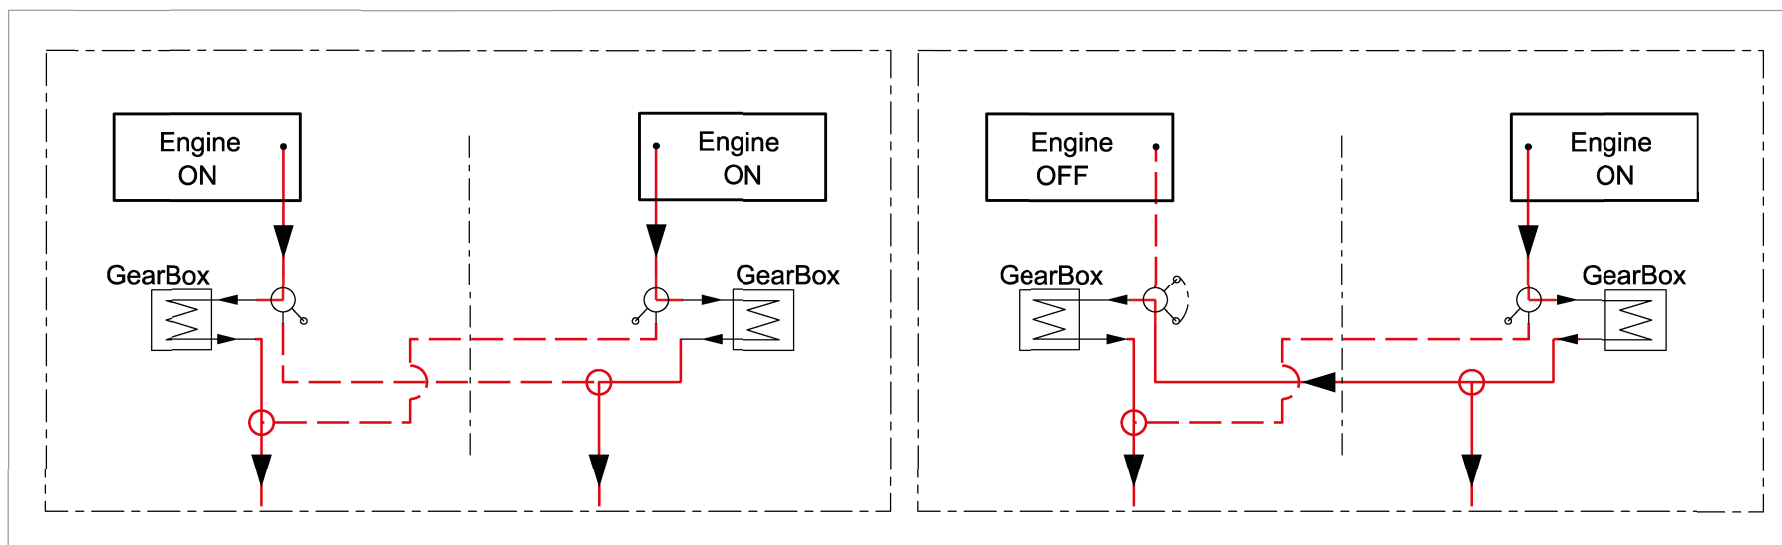 Engine
ON
Engine
ON
GearBox
GearBox
Engine
OFF
Engine
ON
GearBox
GearBox